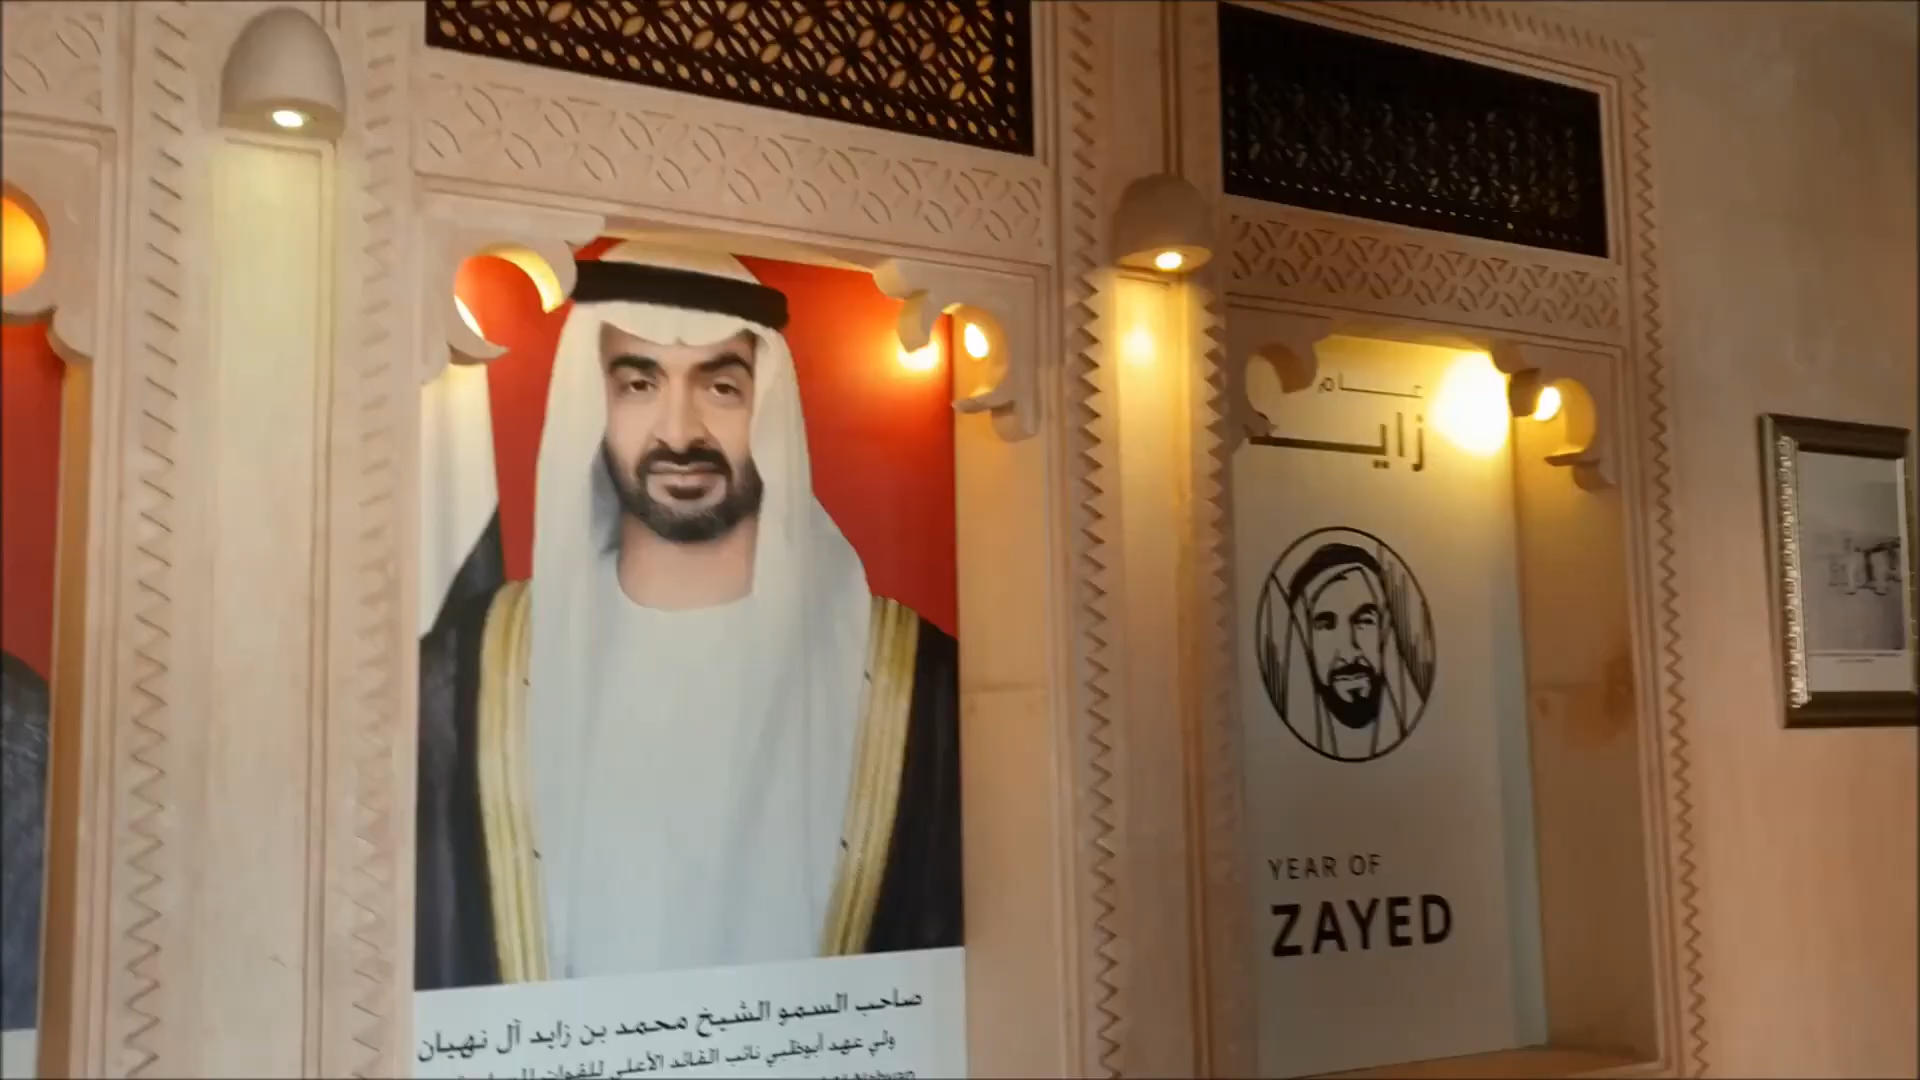 صاحب السمو الشيخ محمد بن زايد آل نهيان
ولي عهد أبوظبي نائب القائد الأعلى للقوات
Nahyan
عام
زايد
YEAR OF
ZAYED